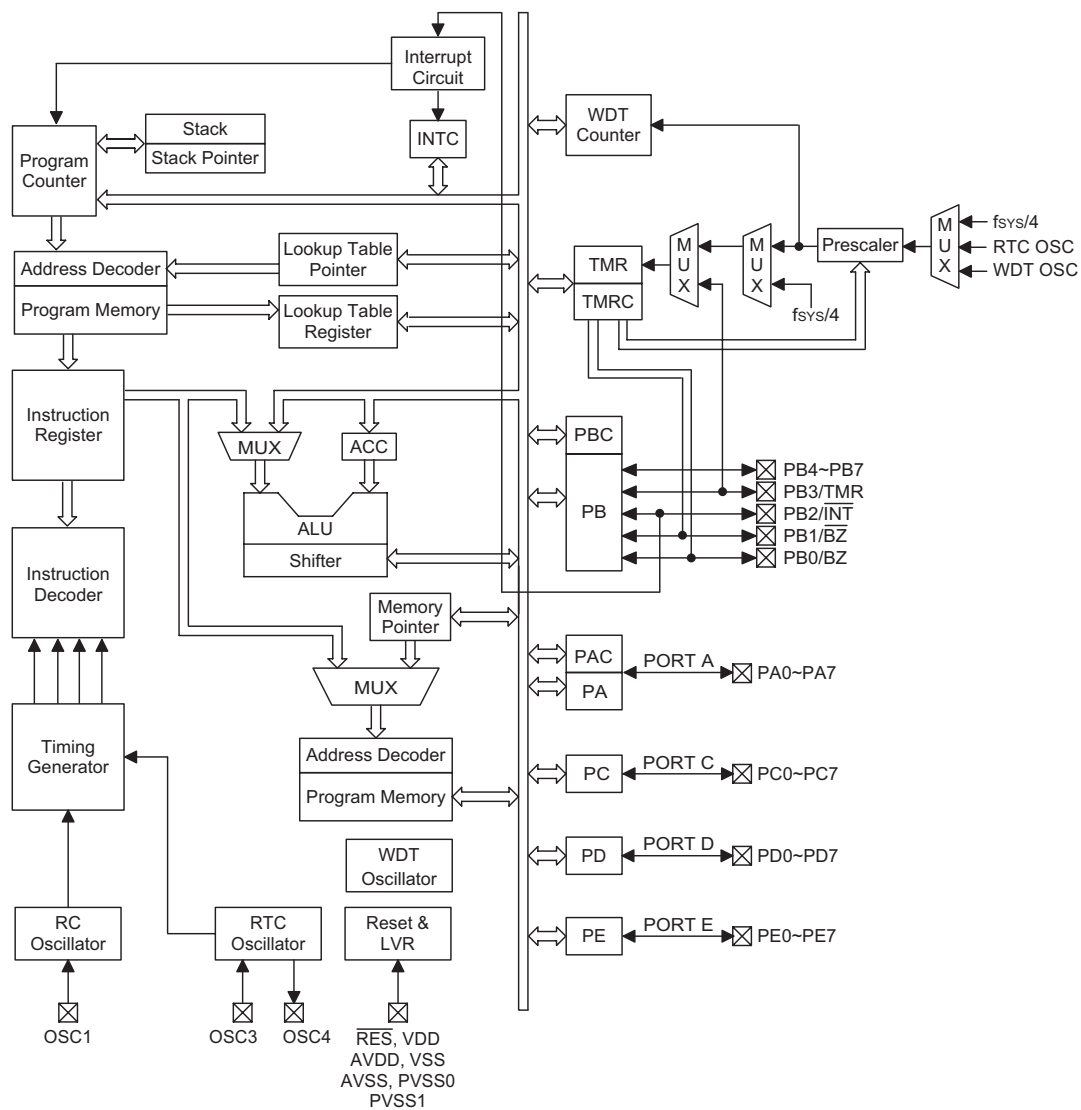 Interrupt
Circuit
Stack
Stack Pointer
INTC
Program
Counter
Address Decoder
Program Memory
Lookup Table
Pointer
Lookup Table
Register
Instruction
Register
MUX
ACC
ALU
Shifter
Instruction
Decoder
Memory
Pointer
MUX
Timing
Generator
Address Decoder
Program Memory
WDT
Oscillator
RC
Oscillator
RTC
Oscillator
Reset &
LVR
OSC1
OSC3
OSC4
RES, VDD
AVDD, VSS
AVSS, PVSS0
PVSS1
WDT
Counter
TMR
TMRC
MUX
MUX
fSYS/4
Prescaler
MUX
fSYS/4
RTC OSC
WDT OSC
PBC
PB
PB4~PB7
PB3/TMR
PB2/INT
PB1/BZ
PB0/BZ
PAC
PA
PORT A
PA0~PA7
PC
PORT C
PC0~PC7
PD
PORT D
PD0~PD7
PE
PORT E
PE0~PE7